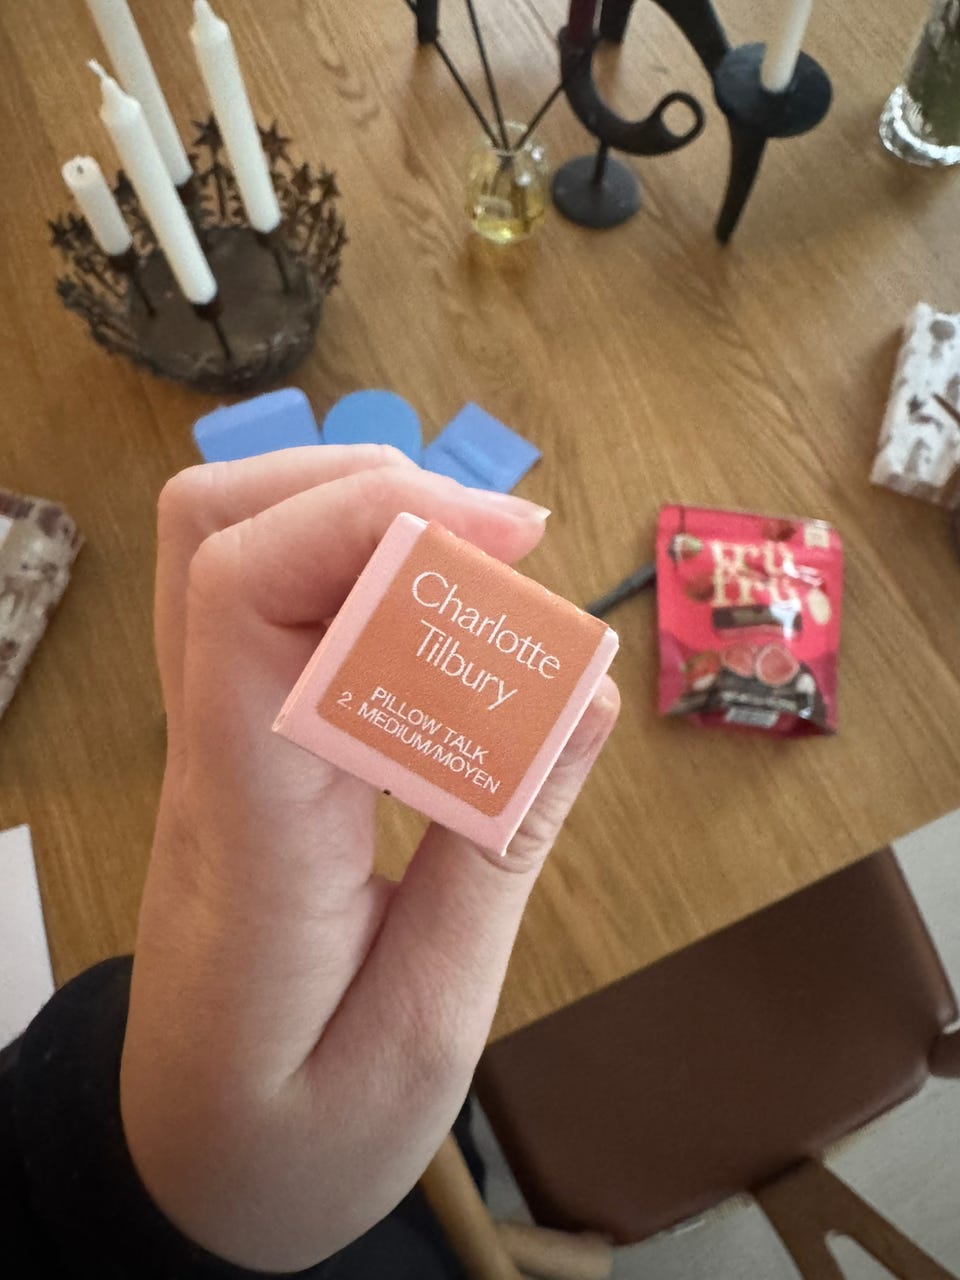 Charlotte
Tilbury
PILLOW TALK
2. MEDIUM/MOYEN